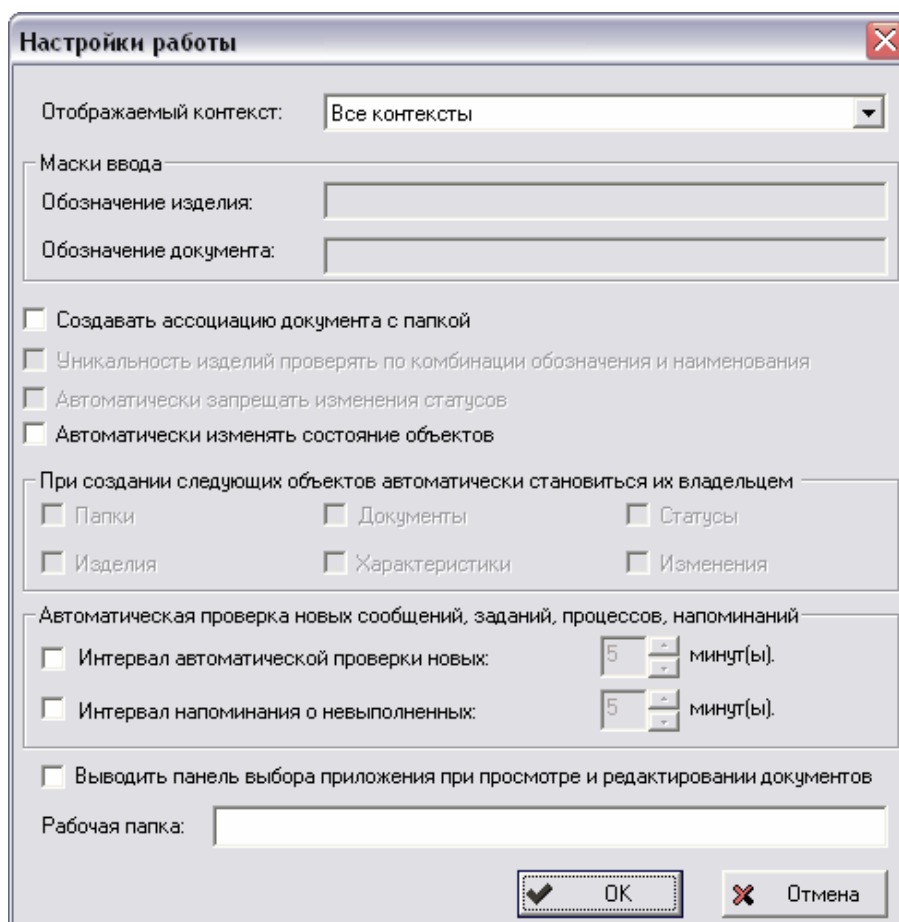 Настройки работы
Отображаемый контекст: Все контексты
Маски ввода
Обозначение изделия:
Обозначение документа:
Создавать ассоциацию документа с папкой
Уникальность изделий проверять по комбинации обозначения и наименования
Автоматически запрещать изменения статусов
Автоматически изменять состояние объектов
При создании следующих объектов автоматически становиться их владельцем
Папки Документы Статусы
Изделия Характеристики Изменения
Автоматическая проверка новых сообщений, заданий, процессов, напоминаний
Интервал автоматической проверки новых: 5 минут(ы).
Интервал напоминания о невыполненных: 5 минут(ы).
Выводить панель выбора приложения при просмотре и редактировании документов
Рабочая папка:
OK Отмена